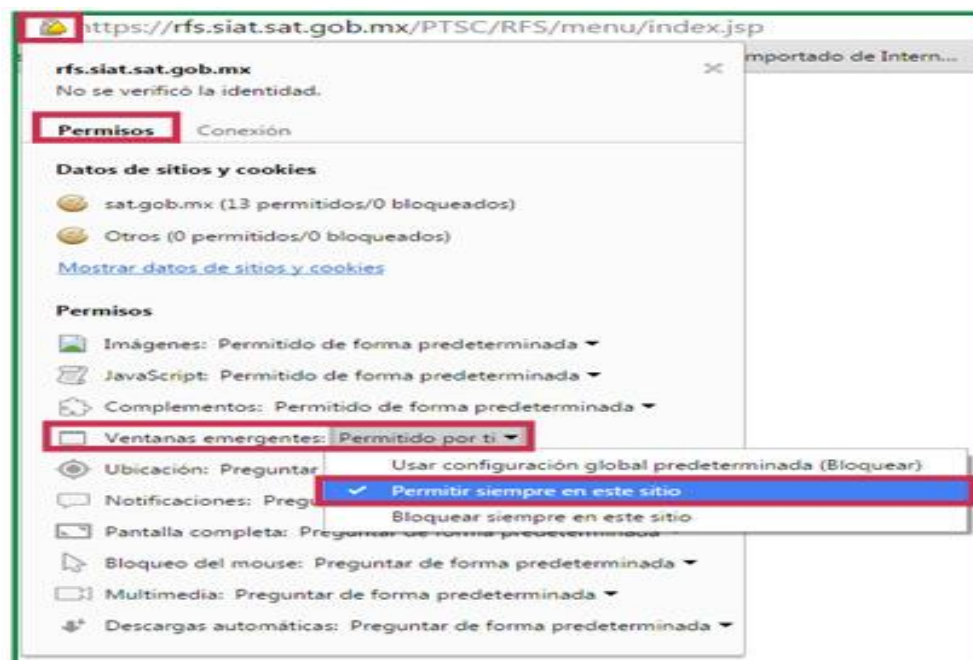 https://rfs.siat.sat.gob.mx/PTSC/RFS/menu/index.jsp
mportado de Intern...
rfs.siat.sat.gob.mx
No se verificó la identidad.
Permisos Conexión
Datos de sitios y cookies
sat.gob.mx (13 permitidos/0 bloqueados)
Otros (0 permitidos/0 bloqueados)
Mostrar datos de sitios y cookies
Permisos
Imágenes: Permitido de forma predeterminada
JavaScript: Permitido de forma predeterminada
Complementos: Permitido de forma predeterminada
Ventanas emergentes: Permitido por ti
Usar configuración global predeterminada (Bloquear)
Ubicación: Preguntar
Permitir siempre en este sitio
Notificaciones: Pregu
Bloquear siempre en este sitio
Pantalla completa: Preguntar de forma predeterminada
Bloqueo del mouse: Preguntar de forma predeterminada
Multimedia: Preguntar de forma predeterminada
Descargas automáticas: Preguntar de forma predeterminada